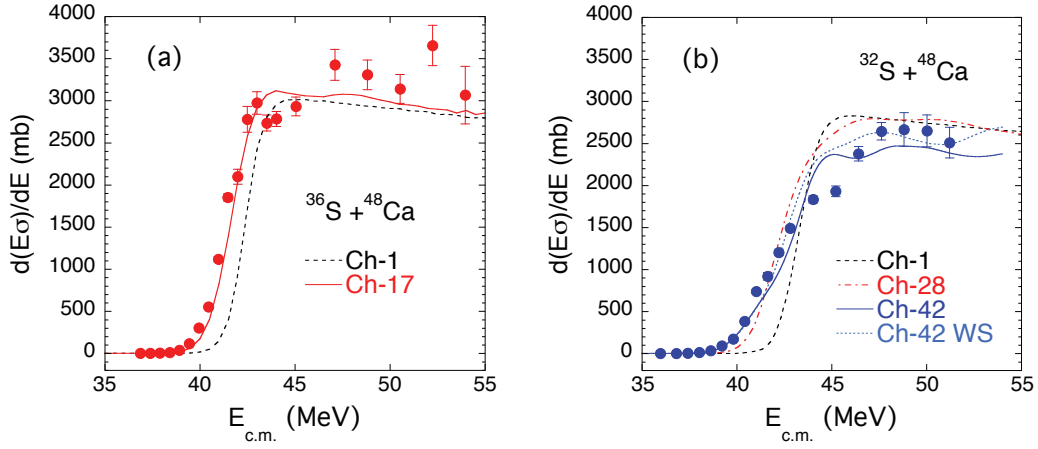 (a)
d(Eσ)/dE (mb)
4000
3500
3000
2500
2000
1500
1000
500
0
³⁶S + ⁴⁸Ca
Ch-1
Ch-17
35 40 45 50 55
E_c.m. (MeV)
(b)
d(Eσ)/dE (mb)
4000
3500
3000
2500
2000
1500
1000
500
0
³²S + ⁴⁸Ca
Ch-1
Ch-28
Ch-42
Ch-42 WS
35 40 45 50 55
E_c.m. (MeV)